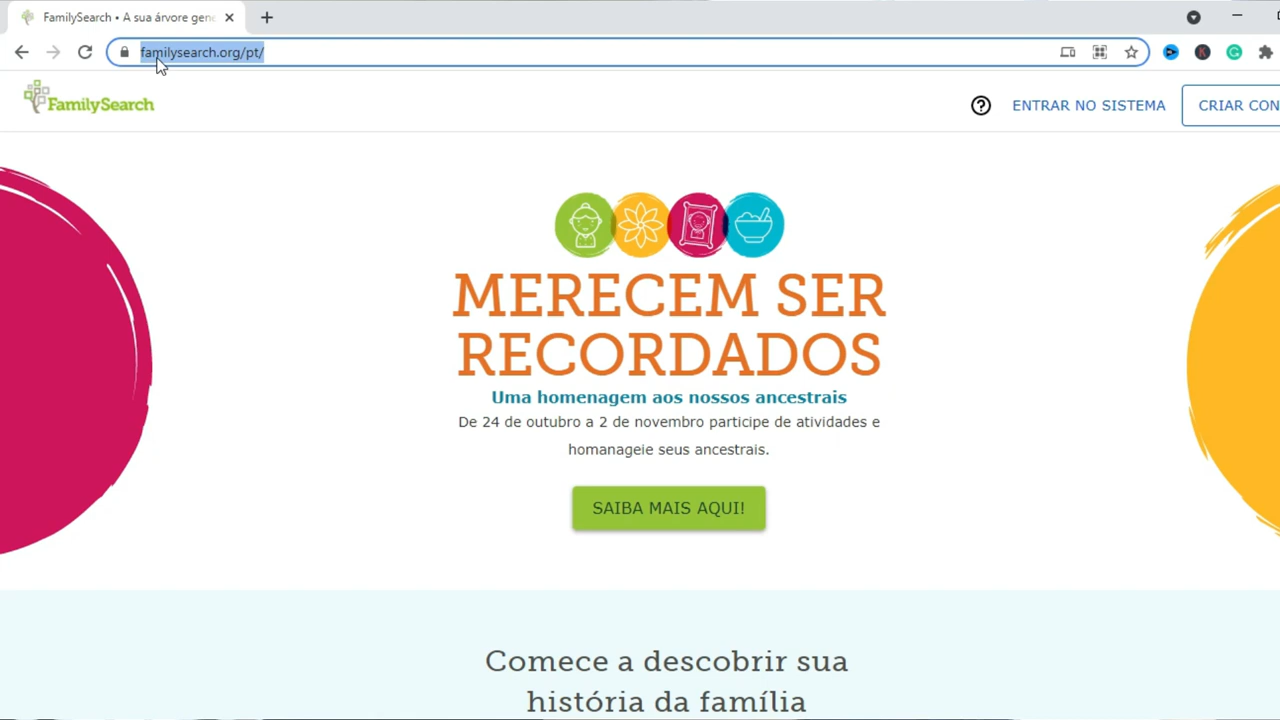 FamilySearch • A sua árvore gene
familysearch.org/pt/
K
FamilySearch
ENTRAR NO SISTEMA
CRIAR CON
MERECEM SER
RECORDADOS
Uma homenagem aos nossos ancestrais
De 24 de outubro a 2 de novembro participe de atividades e
homanageie seus ancestrais.
SAIBA MAIS AQUI!
Comece a descobrir sua
história da família